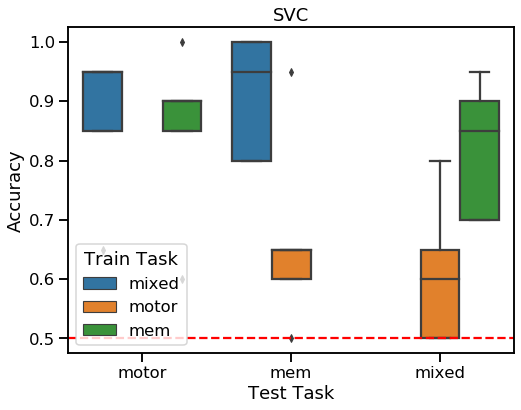 SVC
1.0
0.9
0.8
0.7
0.6
0.5
Accuracy
Train Task
mixed
motor
mem
motor mem mixed
Test Task